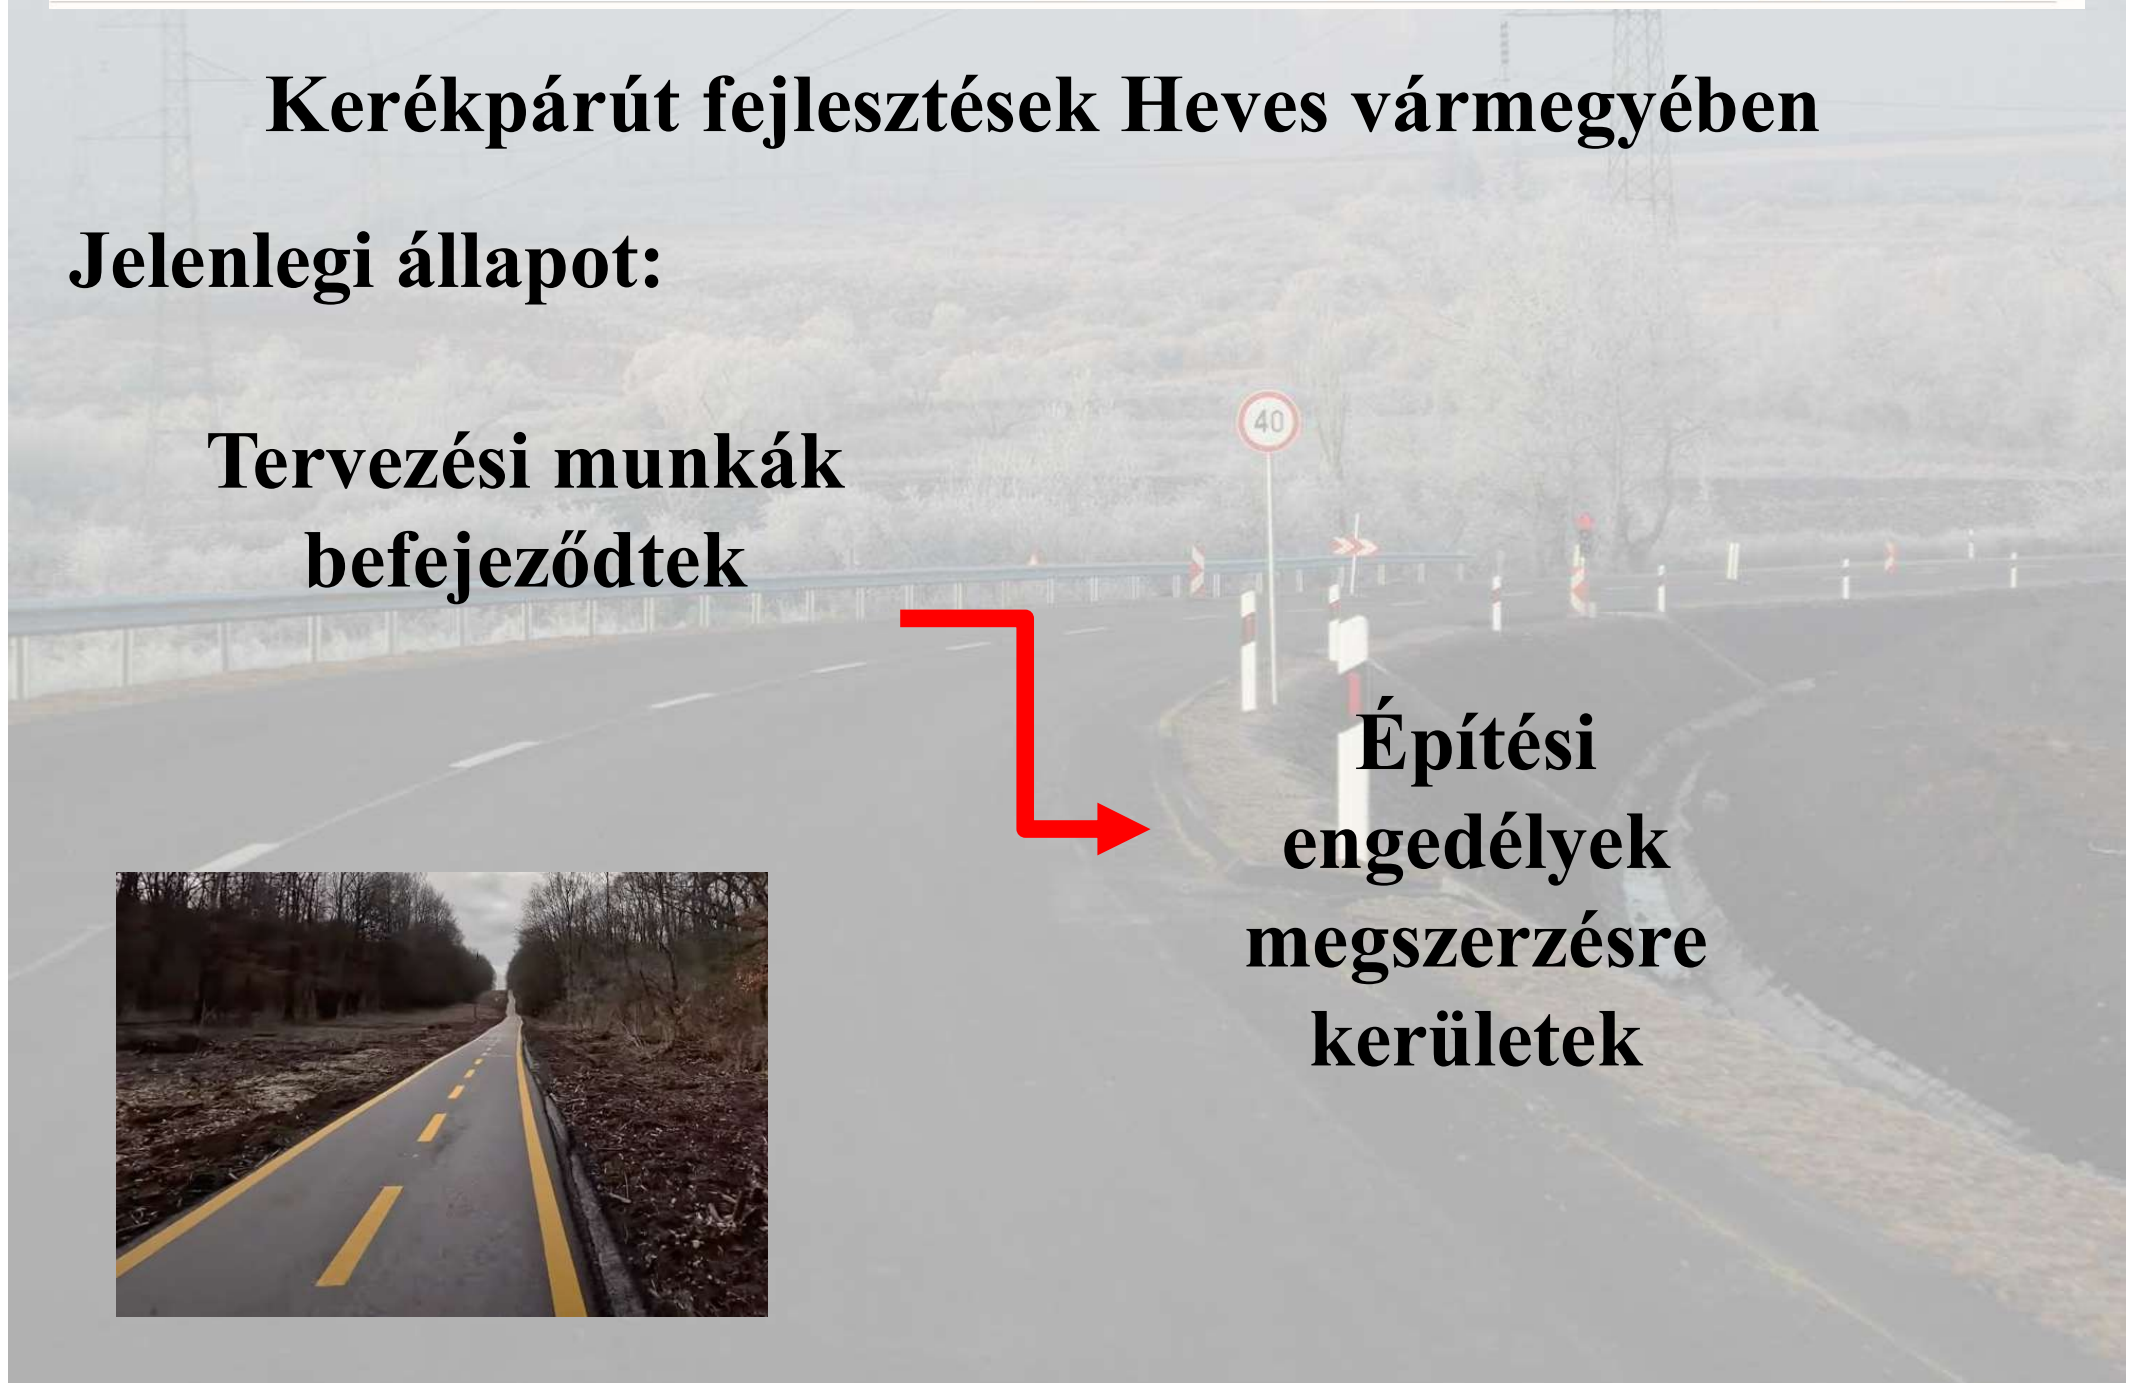 Kerékpárút fejlesztések Heves vármegyében
Jelenlegi állapot:
Tervezési munkák
befejeződtek
40
Építési
engedélyek
megszerzésre
kerületek